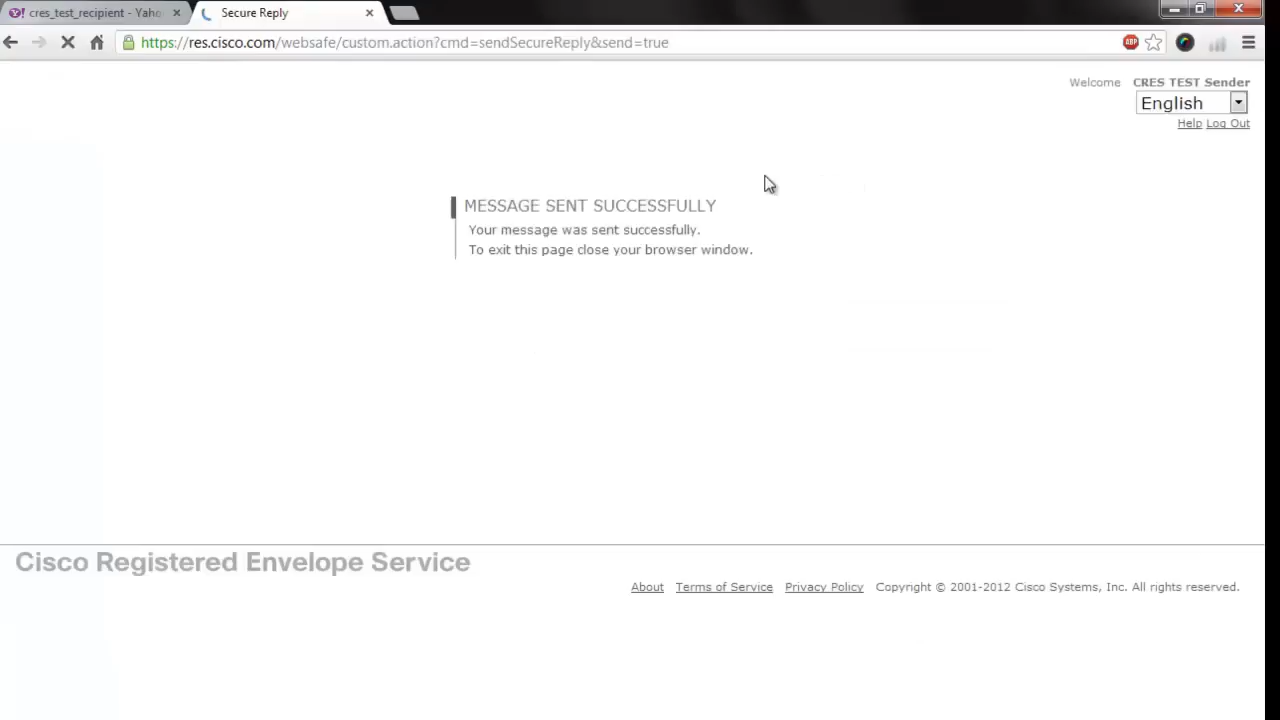 cres_test_recipient - Yaho
Secure Reply
https://res.cisco.com/websafe/custom.action?cmd=sendSecureReply&send=true
ABP
Welcome CRES TEST Sender
English
Help Log Out
MESSAGE SENT SUCCESSFULLY
Your message was sent successfully.
To exit this page close your browser window.
Cisco Registered Envelope Service
About Terms of Service Privacy Policy Copyright © 2001-2012 Cisco Systems, Inc. All rights reserved.